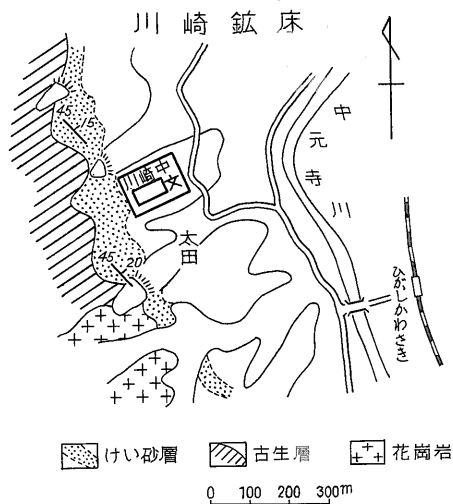 川崎鉱床
45
15
中元寺川
川崎中
文
太田
45
20
ひがしかわさき
けい砂層 古生層 花崗岩
0 100 200 300m